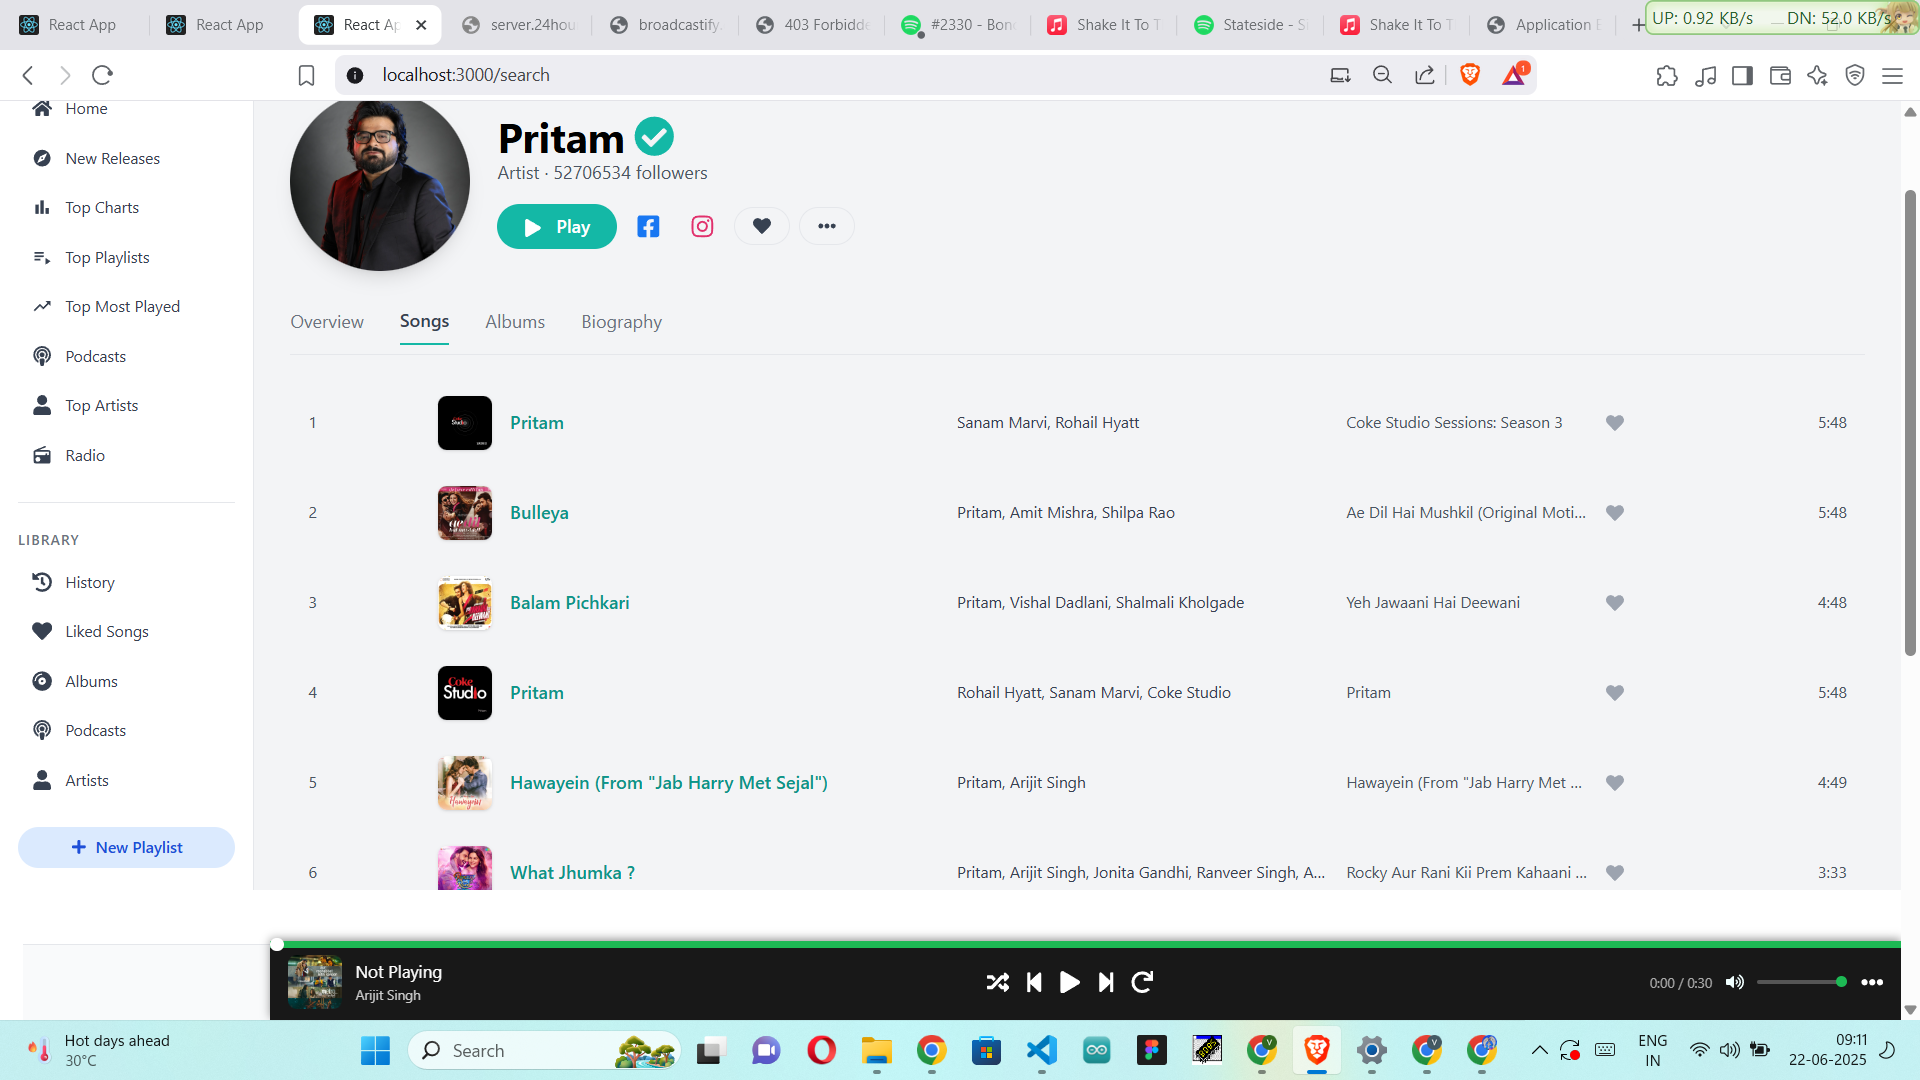 React App
React App
React Ap
server.24hou
broadcastify.
403 Forbidde
#2330 - Bon
Shake It To T
Stateside - S
Shake It To T
Application E
UP: 0.92 KB/s
DN: 52.0 KB/s
localhost:3000/search
1
Home
New Releases
Top Charts
Top Playlists
Top Most Played
Podcasts
Top Artists
Radio
LIBRARY
History
Liked Songs
Albums
Podcasts
Artists
New Playlist
Pritam
Artist · 52706534 followers
Play
Overview Songs Albums Biography
1 Pritam Sanam Marvi, Rohail Hyatt Coke Studio Sessions: Season 3 5:48
2 Bulleya Pritam, Amit Mishra, Shilpa Rao Ae Dil Hai Mushkil (Original Moti... 5:48
3 Balam Pichkari Pritam, Vishal Dadlani, Shalmali Kholgade Yeh Jawaani Hai Deewani 4:48
Coke Studio
4 Pritam Rohail Hyatt, Sanam Marvi, Coke Studio Pritam 5:48
5 Hawayein (From "Jab Harry Met Sejal") Pritam, Arijit Singh Hawayein (From "Jab Harry Met ... 4:49
6 What Jhumka ? Pritam, Arijit Singh, Jonita Gandhi, Ranveer Singh, A... Rocky Aur Rani Kii Prem Kahaani ... 3:33
Not Playing
Arijit Singh
0:00 / 0:30
Hot days ahead
30°C
Search
ENG
IN
09:11
22-06-2025